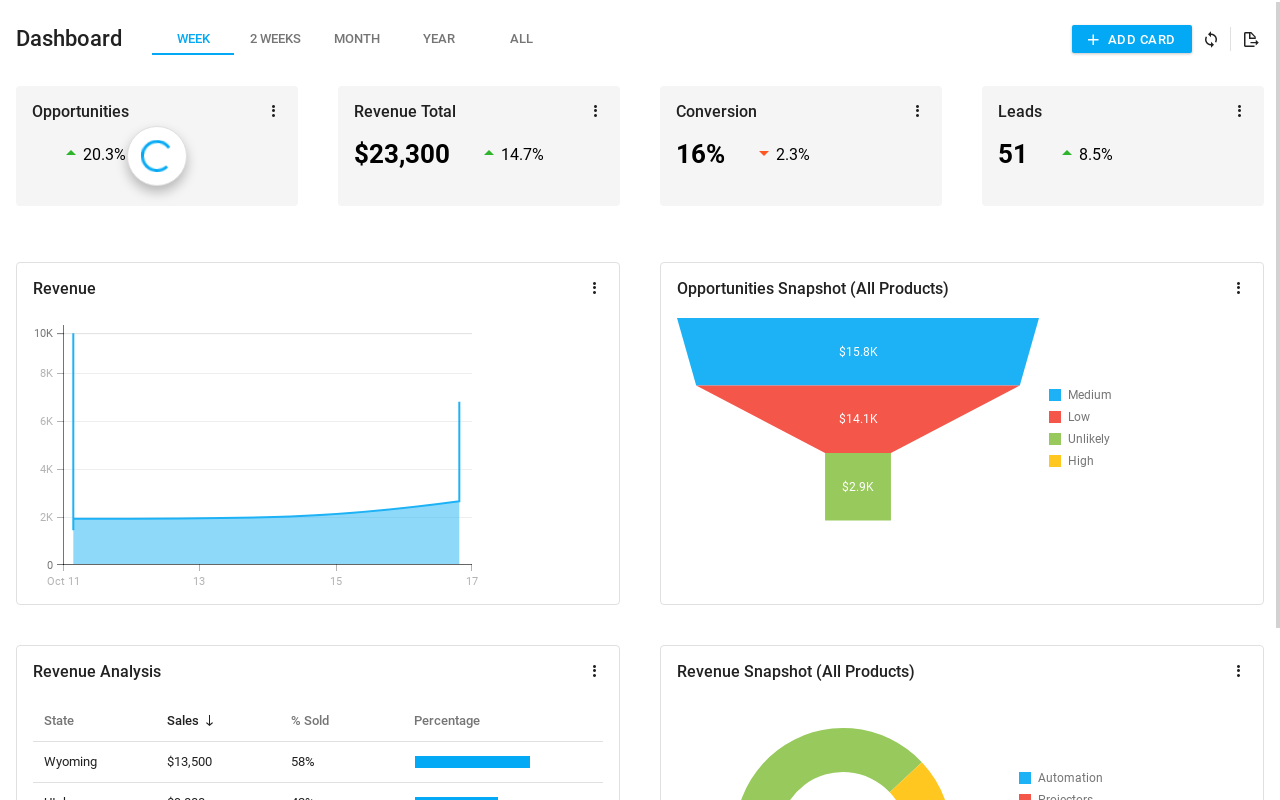 Dashboard
WEEK
2 WEEKS
MONTH
YEAR
ALL
ADD CARD
Opportunities
20.3%
Revenue Total
$23,300
14.7%
Conversion
16%
2.3%
Leads
51
8.5%
Revenue
10K
8K
6K
4K
2K
0
Oct 11
13
15
17
Opportunities Snapshot (All Products)
$15.8K
$14.1K
$2.9K
Medium
Low
Unlikely
High
Revenue Analysis
State
Sales
% Sold
Percentage
Wyoming
$13,500
58%
Revenue Snapshot (All Products)
Automation
Projectors